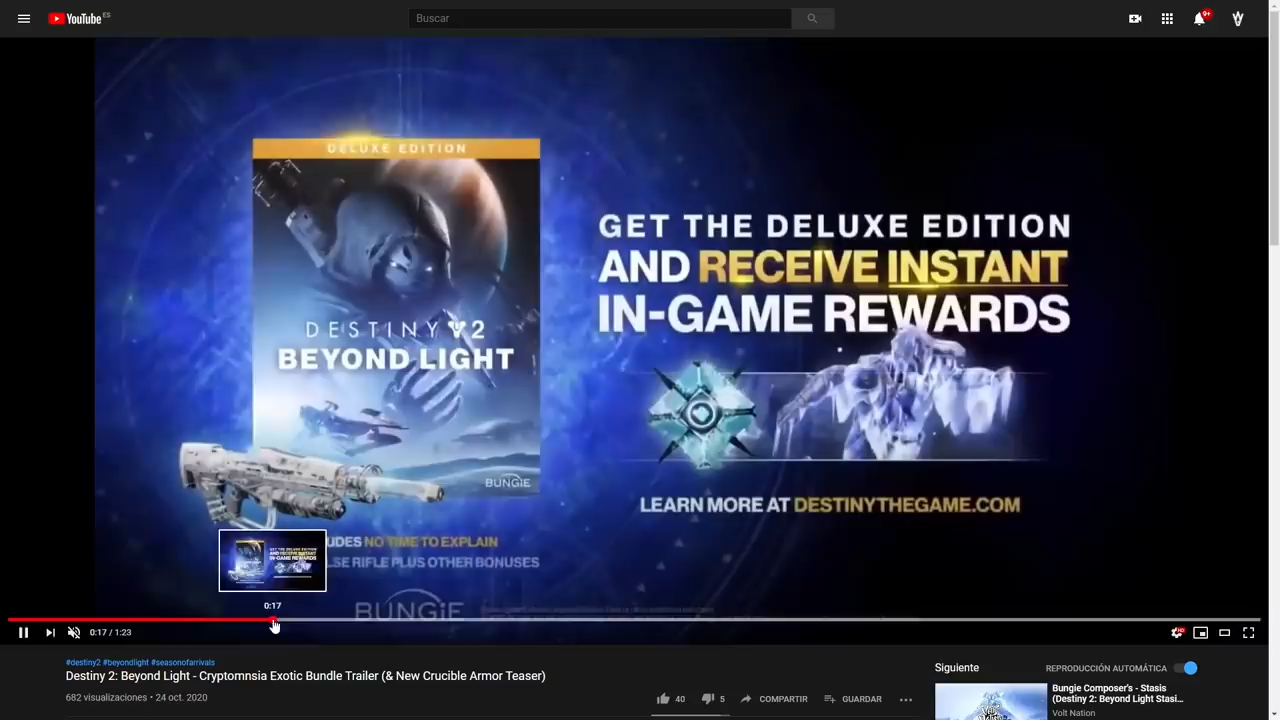 YouTube ES
Buscar
9+
DELUXE EDITION
DESTINY 2
BEYOND LIGHT
BUNGIE
GET THE DELUXE EDITION
AND RECEIVE INSTANT
IN-GAME REWARDS
LEARN MORE AT DESTINYTHEGAME.COM
UDES NO TIME TO EXPLAIN
LSE RIFLE PLUS OTHER BONUSES
BUNGiE
0:17
0:17 / 1:23
HD
#destiny2 #beyondlight #seasonofarrivals
Destiny 2: Beyond Light - Cryptomnsia Exotic Bundle Trailer (& New Crucible Armor Teaser)
682 visualizaciones • 24 oct. 2020
40
5
COMPARTIR
GUARDAR
Siguiente
REPRODUCCIÓN AUTOMÁTICA
Bungie Composer's - Stasis
(Destiny 2: Beyond Light Stasi...
Volt Nation